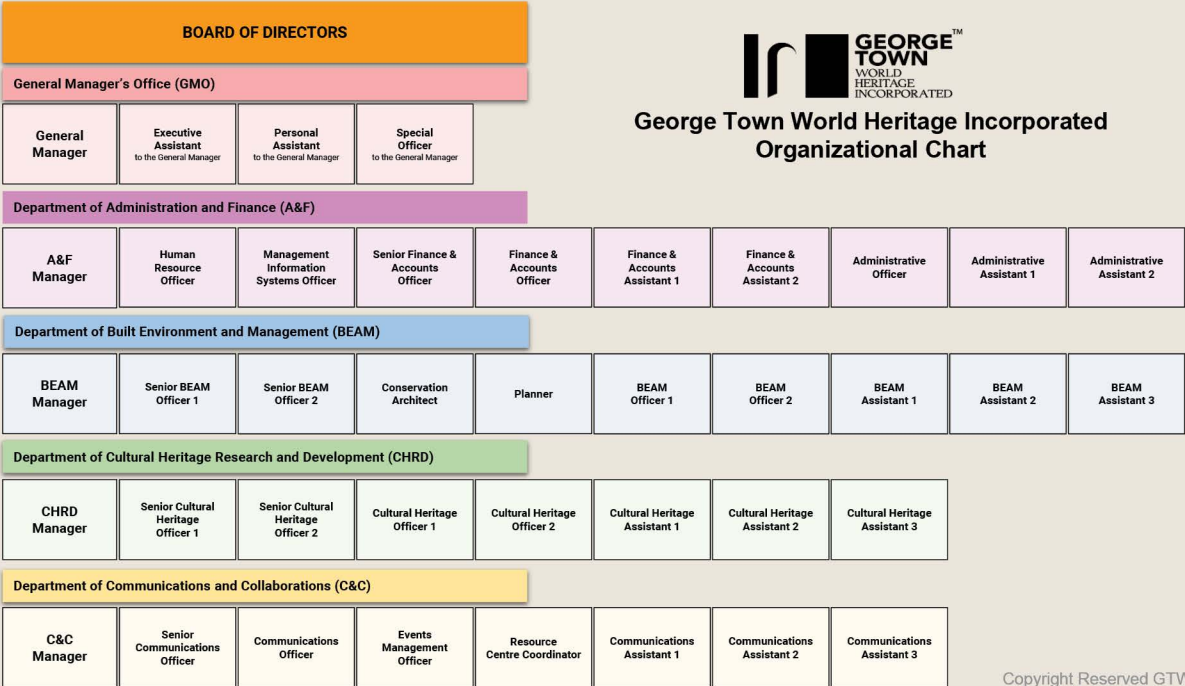 BOARD OF DIRECTORS
GEORGE™
TOWN
WORLD
HERITAGE
INCORPORATED
George Town World Heritage Incorporated
Organizational Chart
General Manager's Office (GMO)
General
Manager
Executive
Assistant
to the General Manager
Personal
Assistant
to the General Manager
Special
Officer
to the General Manager
Department of Administration and Finance (A&F)
A&F
Manager
Human
Resource
Officer
Management
Information
Systems Officer
Senior Finance &
Accounts
Officer
Finance &
Accounts
Officer
Finance &
Accounts
Assistant 1
Finance &
Accounts
Assistant 2
Administrative
Officer
Administrative
Assistant 1
Administrative
Assistant 2
Department of Built Environment and Management (BEAM)
BEAM
Manager
Senior BEAM
Officer 1
Senior BEAM
Officer 2
Conservation
Architect
Planner
BEAM
Officer 1
BEAM
Officer 2
BEAM
Assistant 1
BEAM
Assistant 2
BEAM
Assistant 3
Department of Cultural Heritage Research and Development (CHRD)
CHRD
Manager
Senior Cultural
Heritage
Officer 1
Senior Cultural
Heritage
Officer 2
Cultural Heritage
Officer 1
Cultural Heritage
Officer 2
Cultural Heritage
Assistant 1
Cultural Heritage
Assistant 2
Cultural Heritage
Assistant 3
Department of Communications and Collaborations (C&C)
C&C
Manager
Senior
Communications
Officer
Communications
Officer
Events
Management
Officer
Resource
Centre Coordinator
Communications
Assistant 1
Communications
Assistant 2
Communications
Assistant 3
Copyright Reserved